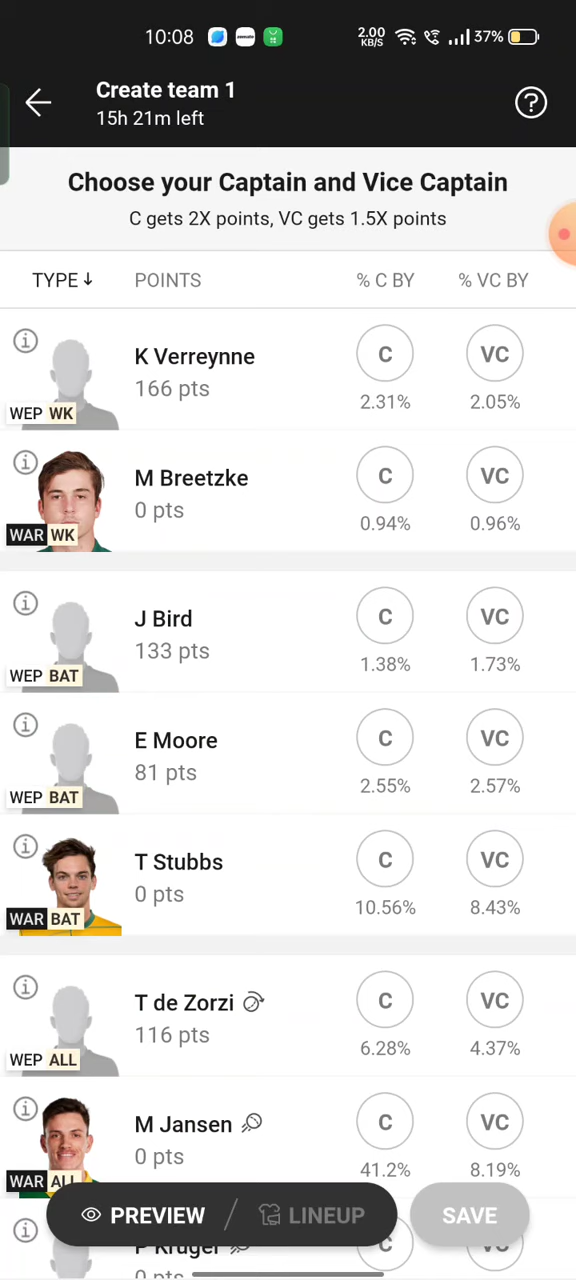 10:08 2.00 KB/S 37%
Create team 1
15h 21m left
?
Choose your Captain and Vice Captain
C gets 2X points, VC gets 1.5X points
TYPE↓ POINTS % C BY % VC BY
K Verreynne C VC
166 pts
WEP WK 2.31% 2.05%
M Breetzke C VC
0 pts
WAR WK 0.94% 0.96%
J Bird C VC
133 pts
WEP BAT 1.38% 1.73%
E Moore C VC
81 pts
WEP BAT 2.55% 2.57%
T Stubbs C VC
0 pts
WAR BAT 10.56% 8.43%
T de Zorzi C VC
116 pts
WEP ALL 6.28% 4.37%
M Jansen C VC
0 pts
WAR ALL 41.2% 8.19%
PREVIEW / LINEUP SAVE
P Kruger C VC
0 pts